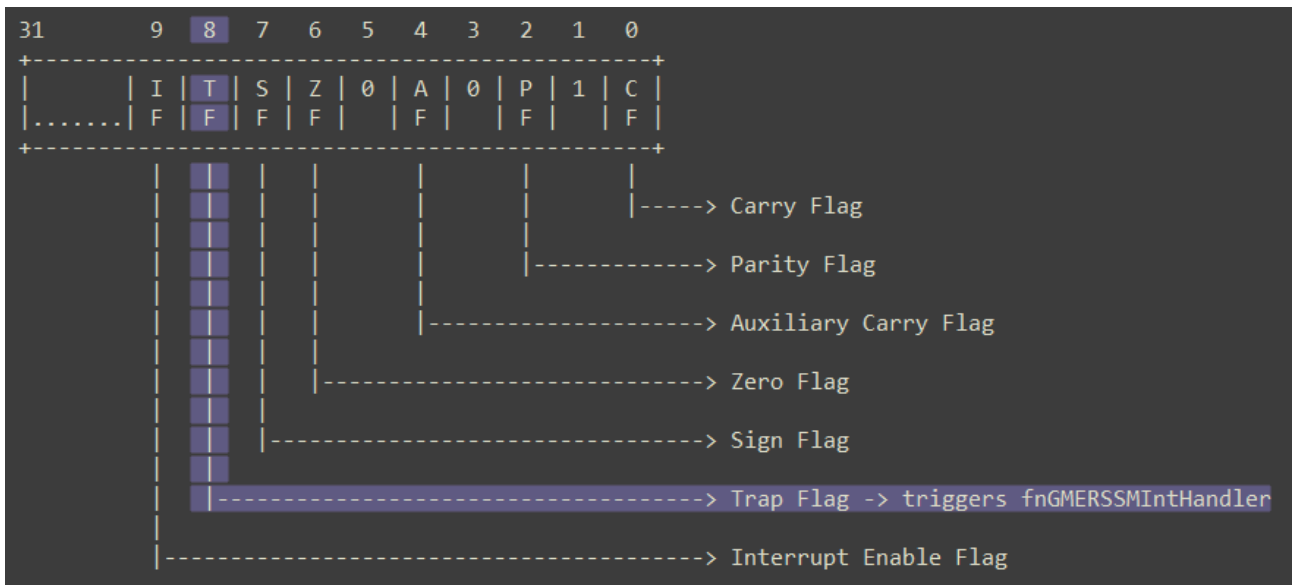 31       9   8   7   6   5   4   3   2   1   0
+-----------------------------------------------+
|       | I | T | S | Z | 0 | A | 0 | P | 1 | C |
|.......| F | F | F | F |   | F |   | F |   | F |
+-----------------------------------------------+
          |   |   |   |       |       |       |
          |   |   |   |       |       |       |-----> Carry Flag
          |   |   |   |       |       |
          |   |   |   |       |       |-------------> Parity Flag
          |   |   |   |       |
          |   |   |   |       |---------------------> Auxiliary Carry Flag
          |   |   |   |
          |   |   |   |-----------------------------> Zero Flag
          |   |   |
          |   |   |---------------------------------> Sign Flag
          |   |
          |   |-------------------------------------> Trap Flag -> triggers fnGMERSSMIntHandler
          |
          |-----------------------------------------> Interrupt Enable Flag